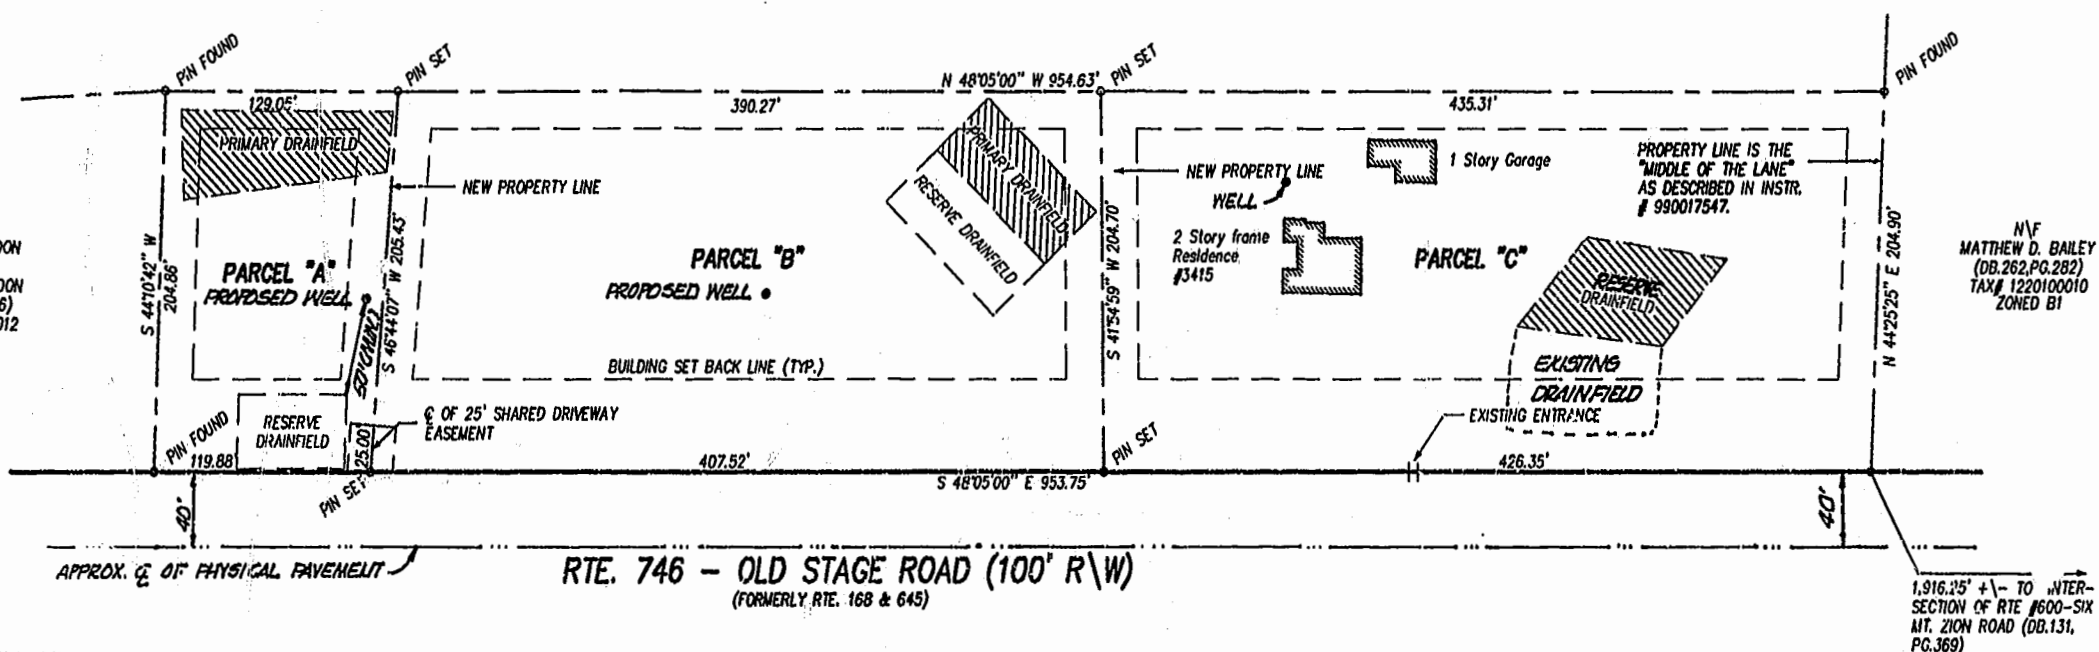 PIN FOUND
PIN SET
N 48°05'00" W 954.63'
PIN SET
PIN FOUND
129.05'
390.27'
435.31'
PRIMARY DRAINFIELD
PRIMARY DRAINFIELD
RESERVE DRAINFIELD
NEW PROPERTY LINE
NEW PROPERTY LINE
WELL
1 Story Garage
PROPERTY LINE IS THE
"MIDDLE OF THE LANE"
AS DESCRIBED IN INSTR.
# 990017547.
S 44°10'42" W
204.86'
PARCEL "A"
PROPOSED WELL
50' (MIN.)
S 46°44'07" W 205.43'
PARCEL "B"
PROPOSED WELL
S 41°54'59" W 204.70'
2 Story frame
Residence
#3415
PARCEL "C"
RESERVE
DRAINFIELD
N 44°25'25" E 204.90'
N\F
MATTHEW D. BAILEY
(DB.262,PG.282)
TAX# 1220100010
ZONED B1
BUILDING SET BACK LINE (TYP.)
EXISTING
DRAINFIELD
RESERVE
DRAINFIELD
℄ OF 25' SHARED DRIVEWAY
EASEMENT
EXISTING ENTRANCE
PIN FOUND
119.88'
25.00'
PIN SET
407.52'
S 48°05'00" E 953.75'
PIN SET
426.35'
40'
40'
APPROX. ℄ OF PHYSICAL PAVEMENT
RTE. 746 - OLD STAGE ROAD (100' R\W)
(FORMERLY RTE. 168 & 645)
1,916.25' +\- TO INTER-
SECTION OF RTE #600-SIX
MT. ZION ROAD (DB.131,
PG.369)